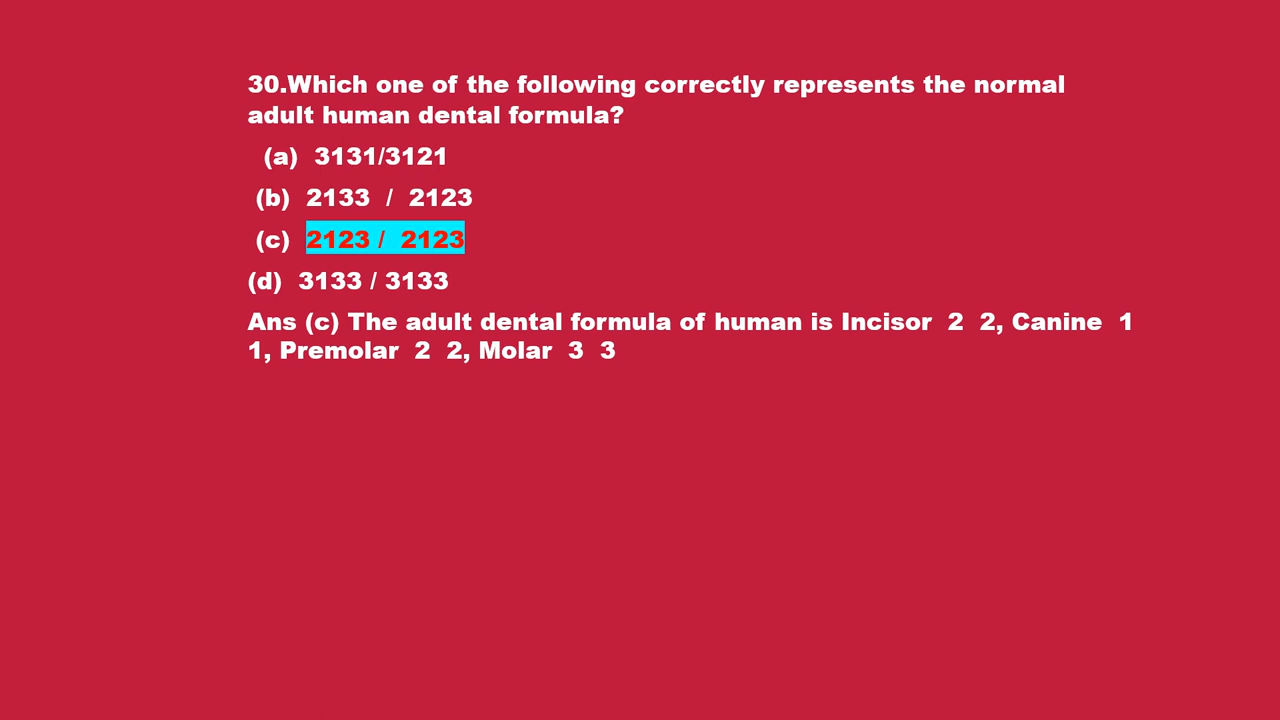 30.Which one of the following correctly represents the normal
adult human dental formula?
(a) 3131/3121
(b) 2133 / 2123
(c) 2123 / 2123
(d) 3133 / 3133
Ans (c) The adult dental formula of human is Incisor 2 2, Canine 1
1, Premolar 2 2, Molar 3 3